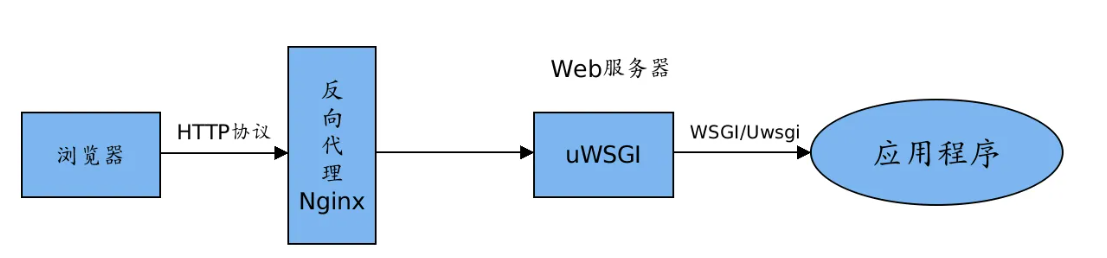 Web服务器
浏览器
HTTP协议
反
向
代
理
Nginx
uWSGI
WSGI/Uwsgi
应用程序